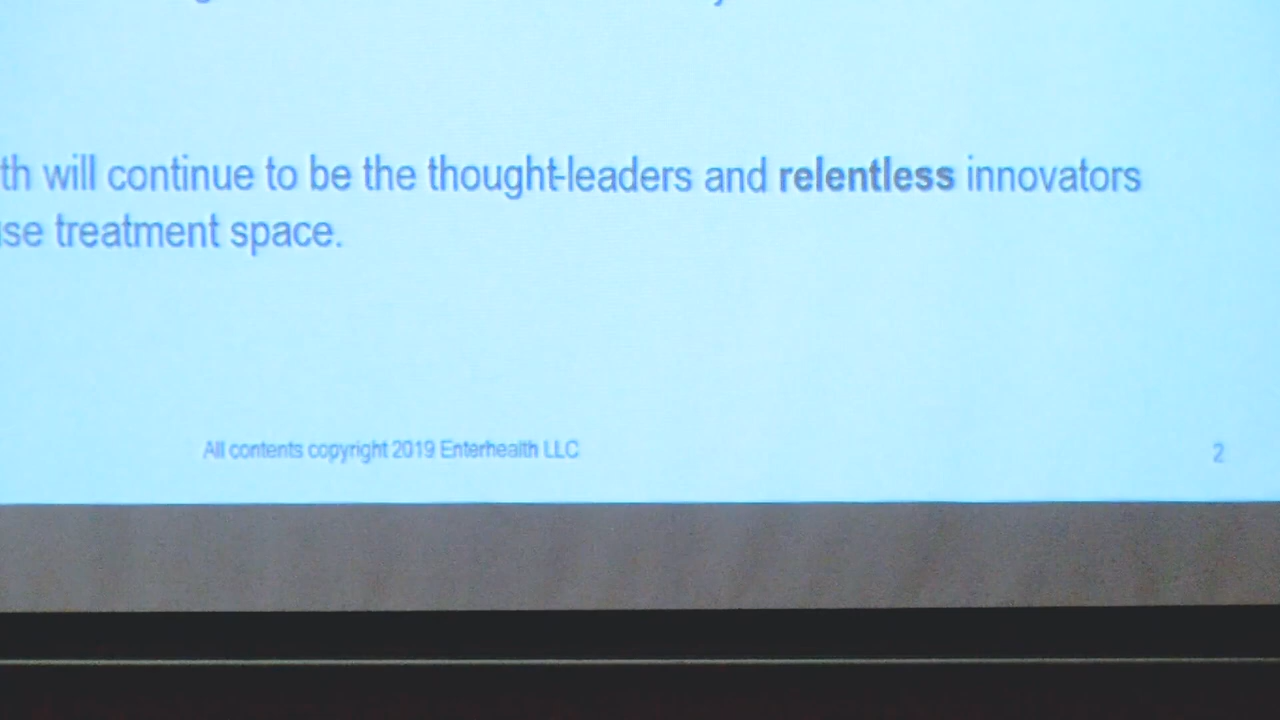 th will continue to be the thought-leaders and relentless innovators
se treatment space.
All contents copyright 2019 Enterhealth LLC
2